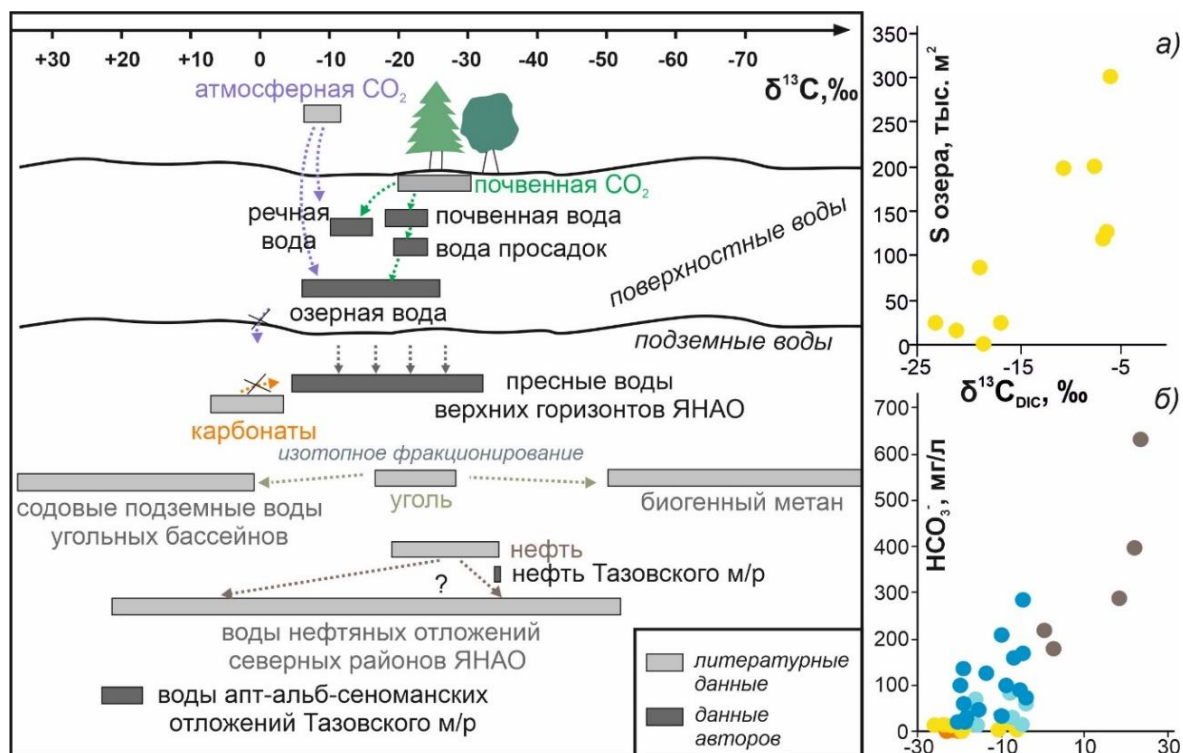 +30 +20 +10 0 -10 -20 -30 -40 -50 -60 -70
δ¹³C,‰
атмосферная CO₂
почвенная CO₂
речная
вода
почвенная вода
вода просадок
озерная вода
поверхностные воды
подземные воды
пресные воды
верхних горизонтов ЯНАО
карбонаты
изотопное фракционирование
уголь
содовые подземные воды
угольных бассейнов
биогенный метан
нефть
?
нефть Тазовского м/р
воды нефтяных отложений
северных районов ЯНАО
воды апт-альб-сеноманских
отложений Тазовского м/р
литературные
данные
данные
авторов
а)
S озера, тыс. м²
350
300
250
200
150
100
50
0
-25 -15 -5
δ¹³C_DIC, ‰
б)
HCO₃⁻, мг/л
700
600
500
400
300
200
100
0
-30 -10 10 30